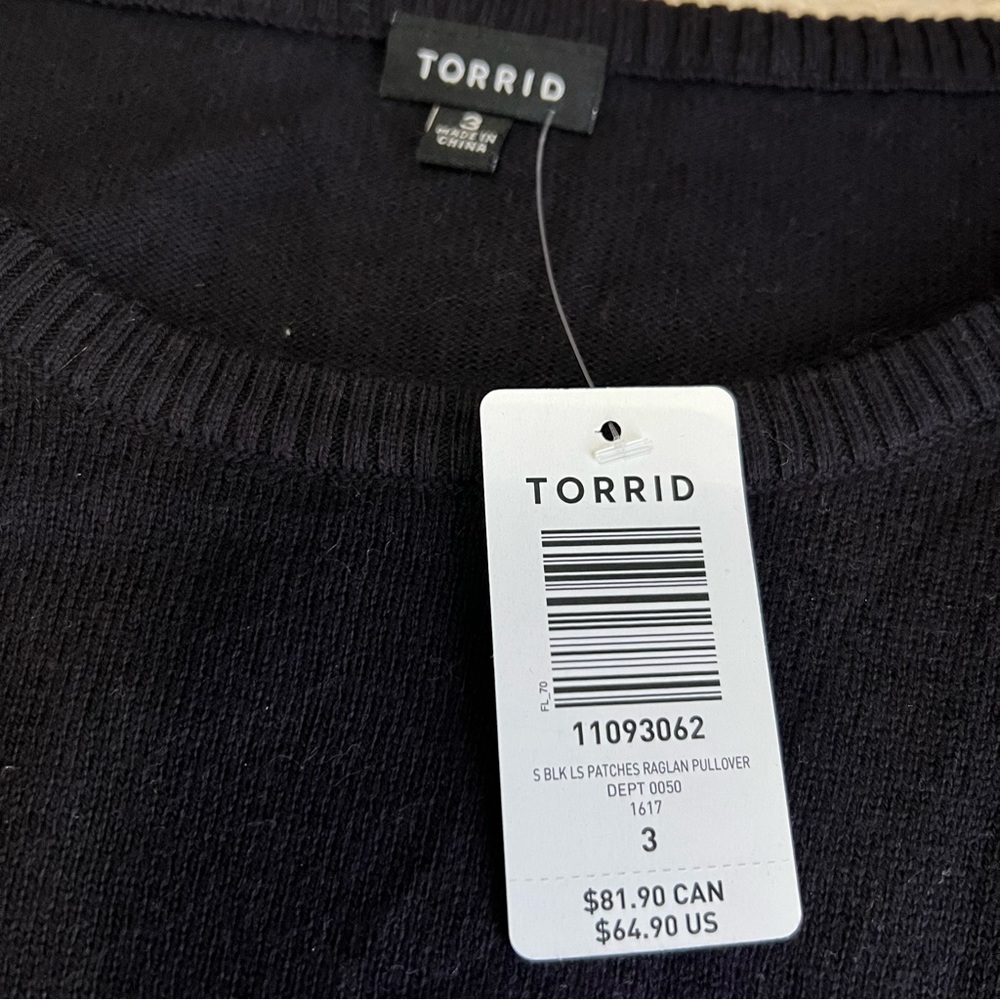 TORRID
3
MADE IN
CHINA
TORRID
FL_70
11093062
S BLK LS PATCHES RAGLAN PULLOVER
DEPT 0050
1617
3
$81.90 CAN
$64.90 US